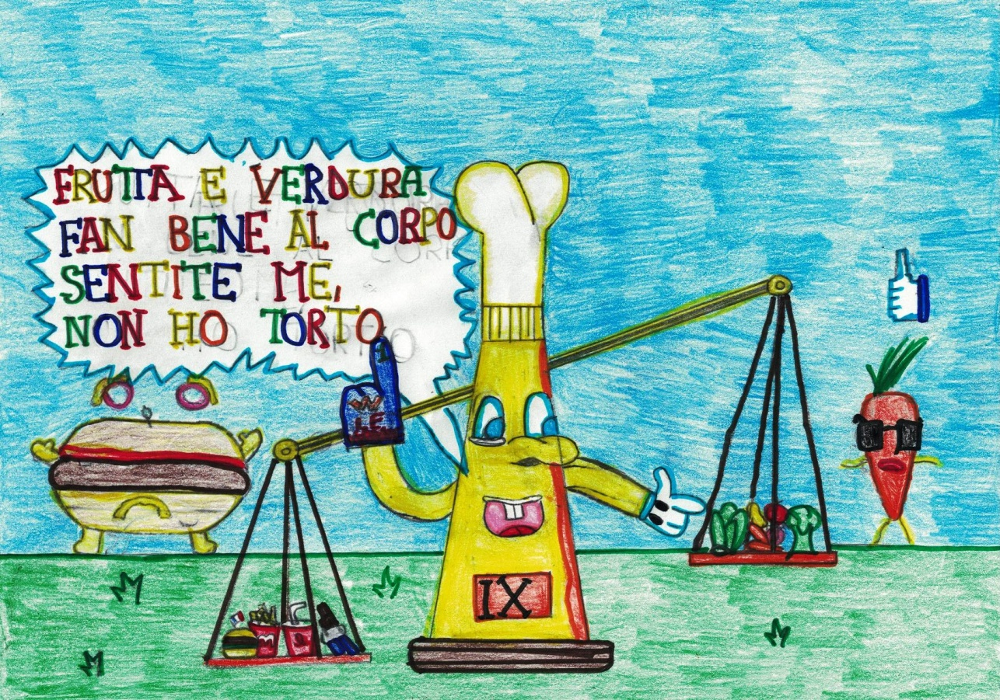 FRUTTA E VERDURA
FAN BENE AL CORPO
SENTITE ME,
NON HO TORTO
IX